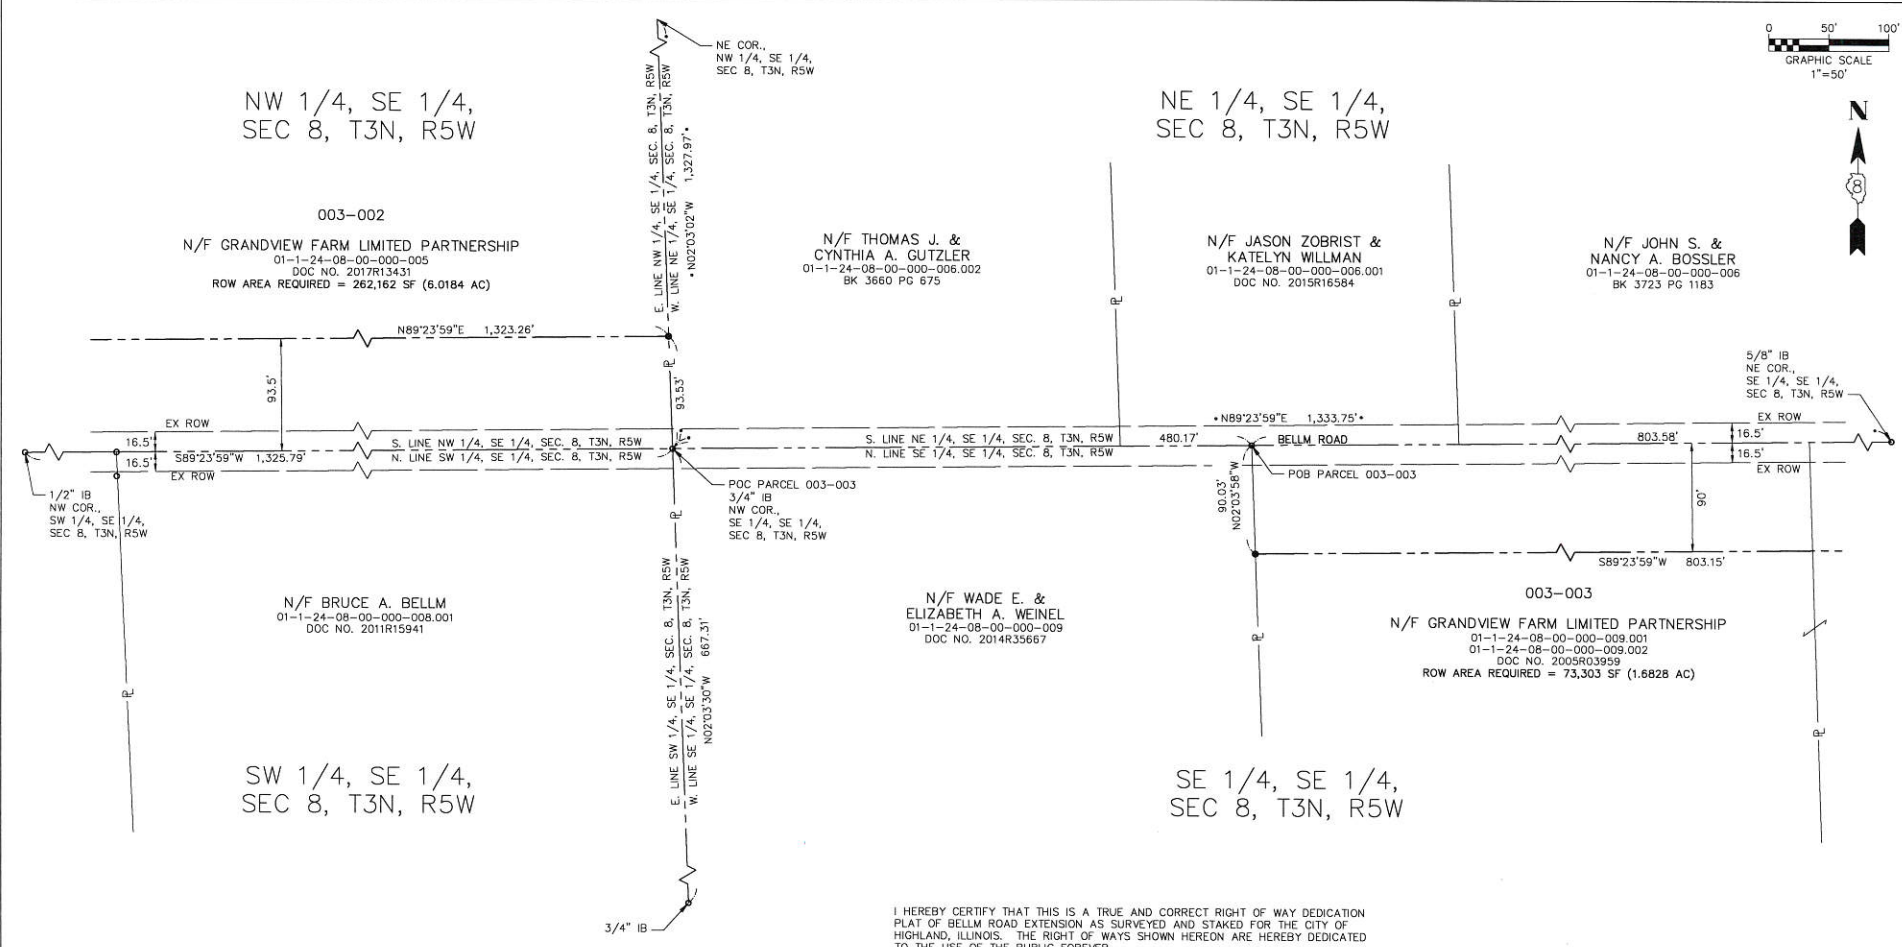 0 50' 100'
GRAPHIC SCALE
1"=50'
N
8
NE COR.,
NW 1/4, SE 1/4,
SEC 8, T3N, R5W
NW 1/4, SE 1/4,
SEC 8, T3N, R5W
NE 1/4, SE 1/4,
SEC 8, T3N, R5W
E. LINE NW 1/4, SE 1/4, SEC. 8, T3N, R5W
W. LINE NE 1/4, SE 1/4, SEC. 8, T3N, R5W
•N02°03'02"W 1,327.97'•
003-002
N/F GRANDVIEW FARM LIMITED PARTNERSHIP
01-1-24-08-00-000-005
DOC NO. 2017R13431
ROW AREA REQUIRED = 262,162 SF (6.0184 AC)
N/F THOMAS J. &
CYNTHIA A. GUTZLER
01-1-24-08-00-000-006.002
BK 3660 PG 675
N/F JASON ZOBRIST &
KATELYN WILLMAN
01-1-24-08-00-000-006.001
DOC NO. 2015R16584
N/F JOHN S. &
NANCY A. BOSSLER
01-1-24-08-00-000-006
BK 3723 PG 1183
PL
PL
N89°23'59"E 1,323.26'
93.5'
PL
93.53'
5/8" IB
NE COR.,
SE 1/4, SE 1/4,
SEC 8, T3N, R5W
EX ROW
•N89°23'59"E 1,333.75'•
EX ROW
16.5'
S. LINE NW 1/4, SE 1/4, SEC. 8, T3N, R5W
S. LINE NE 1/4, SE 1/4, SEC. 8, T3N, R5W
480.17'
BELLM ROAD
803.58'
16.5'
16.5'
S89°23'59"W 1,325.79'
N. LINE SW 1/4, SE 1/4, SEC. 8, T3N, R5W
N. LINE SE 1/4, SE 1/4, SEC. 8, T3N, R5W
16.5'
EX ROW
EX ROW
1/2" IB
NW COR.,
SW 1/4, SE 1/4,
SEC 8, T3N, R5W
POC PARCEL 003-003
3/4" IB
NW COR.,
SE 1/4, SE 1/4,
SEC 8, T3N, R5W
POB PARCEL 003-003
90.03'
N02°03'58"W
90'
PL
S89°23'59"W 803.15'
N/F BRUCE A. BELLM
01-1-24-08-00-000-008.001
DOC NO. 2011R15941
E. LINE SW 1/4, SE 1/4, SEC. 8, T3N, R5W
W. LINE SE 1/4, SE 1/4, SEC. 8, T3N, R5W
N02°03'30"W 667.31'
N/F WADE E. &
ELIZABETH A. WEINEL
01-1-24-08-00-000-009
DOC NO. 2014R35667
003-003
N/F GRANDVIEW FARM LIMITED PARTNERSHIP
01-1-24-08-00-000-009.001
01-1-24-08-00-000-009.002
DOC NO. 2005R03959
ROW AREA REQUIRED = 73,303 SF (1.6828 AC)
PL
PL
PL
SW 1/4, SE 1/4,
SEC 8, T3N, R5W
SE 1/4, SE 1/4,
SEC 8, T3N, R5W
3/4" IB
I HEREBY CERTIFY THAT THIS IS A TRUE AND CORRECT RIGHT OF WAY DEDICATION
PLAT OF BELLM ROAD EXTENSION AS SURVEYED AND STAKED FOR THE CITY OF
HIGHLAND, ILLINOIS. THE RIGHT OF WAYS SHOWN HEREON ARE HEREBY DEDICATED
TO THE USE OF THE PUBLIC FOREVER